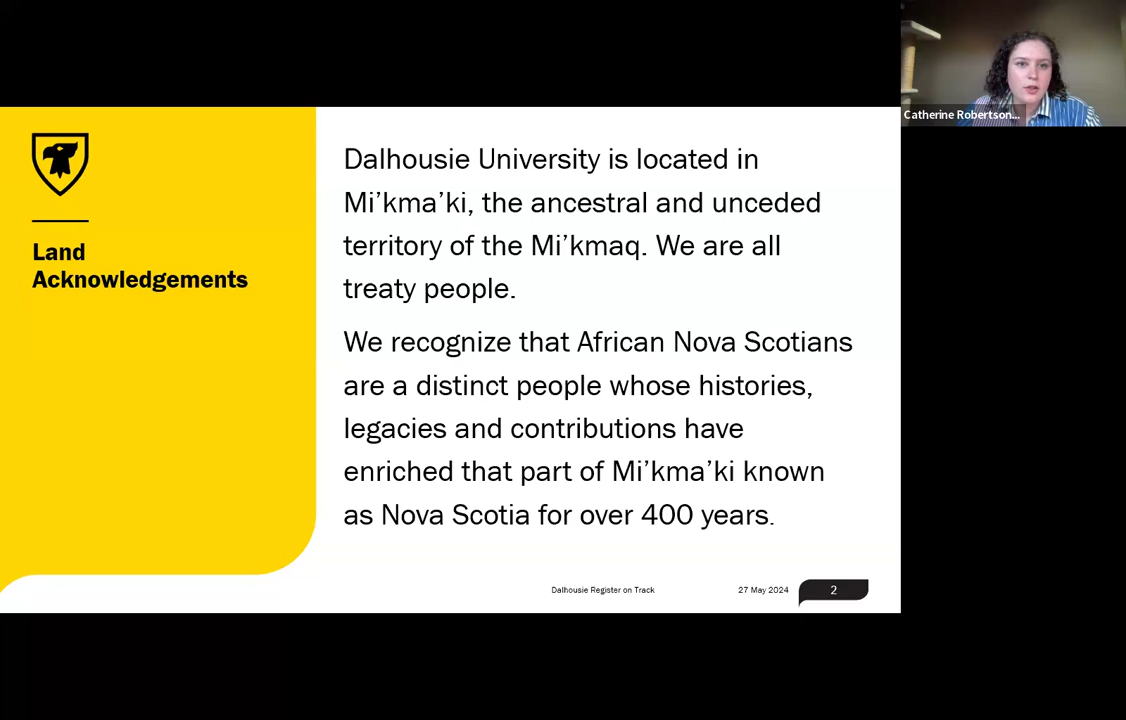 Catherine Robertson...
Land
Acknowledgements
Dalhousie University is located in
Mi’kma’ki, the ancestral and unceded
territory of the Mi’kmaq. We are all
treaty people.
We recognize that African Nova Scotians
are a distinct people whose histories,
legacies and contributions have
enriched that part of Mi’kma’ki known
as Nova Scotia for over 400 years.
Dalhousie Register on Track
27 May 2024
2